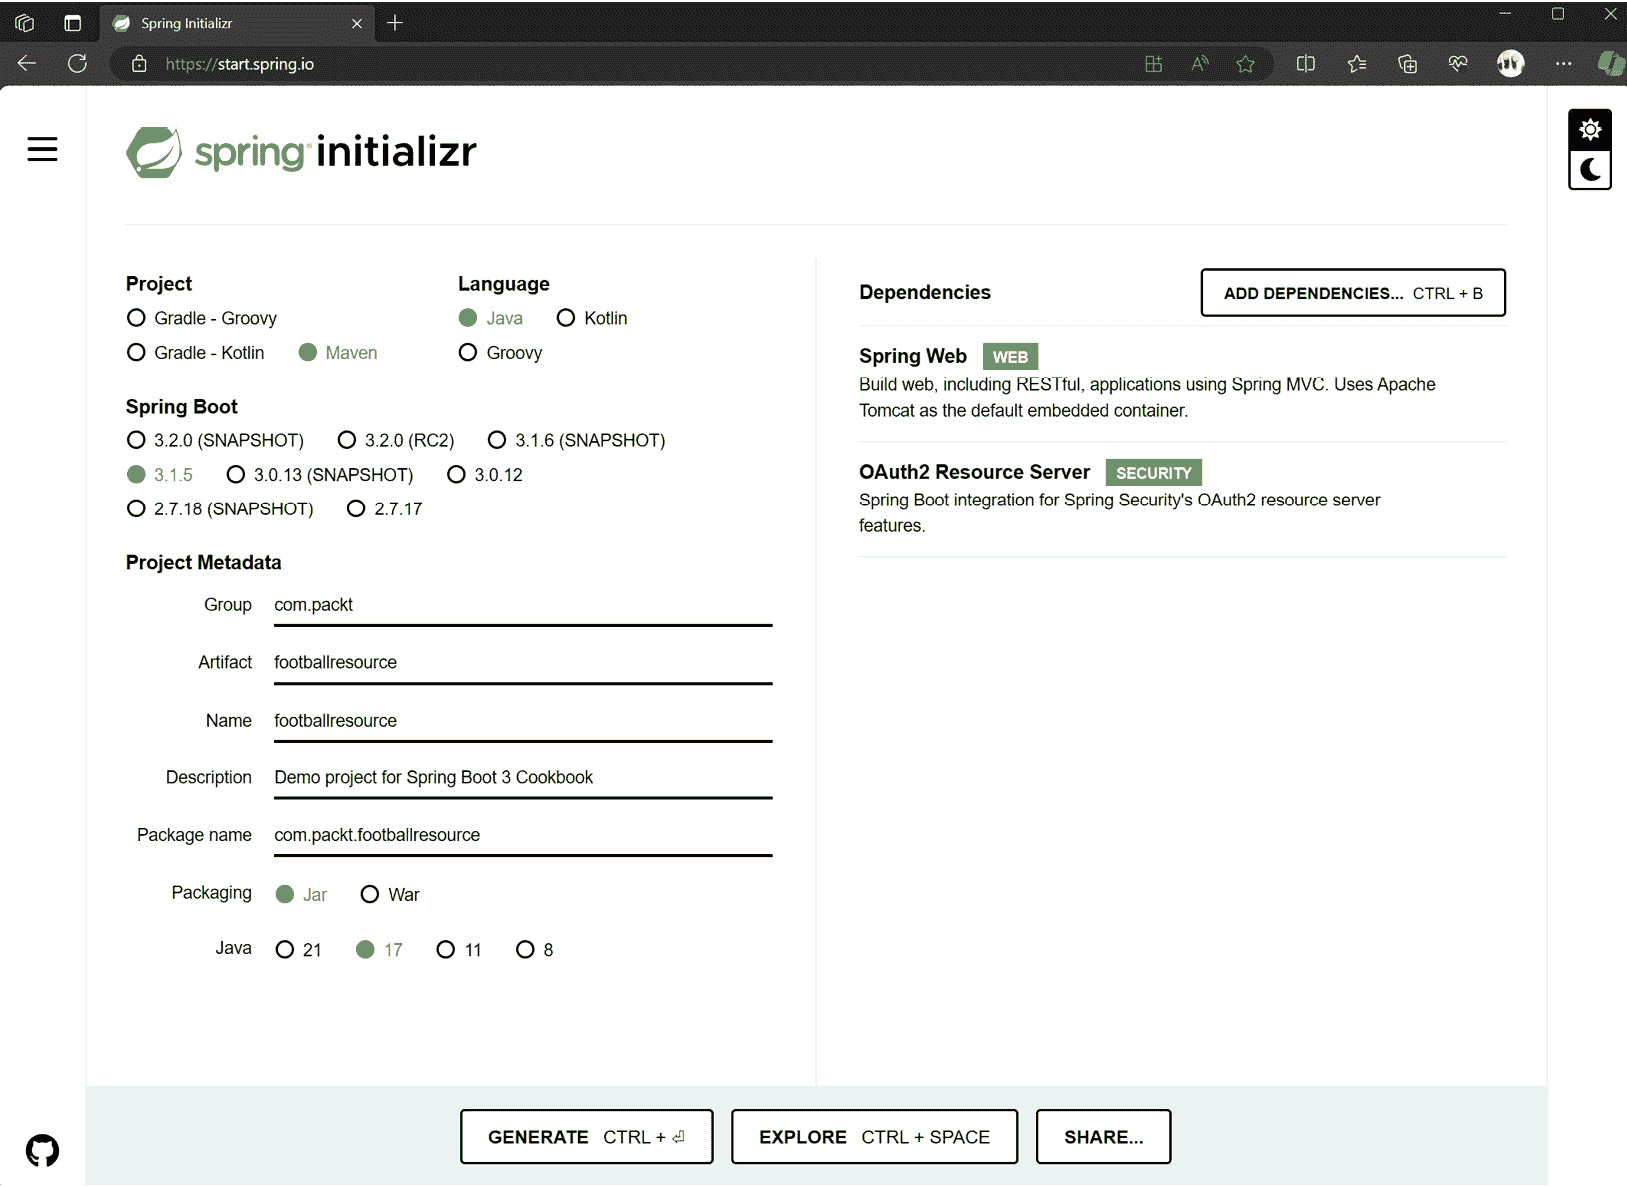 Spring Initializr
https://start.spring.io
spring initializr
Project
Gradle - Groovy
Gradle - Kotlin Maven
Language
Java Kotlin
Groovy
Spring Boot
3.2.0 (SNAPSHOT) 3.2.0 (RC2) 3.1.6 (SNAPSHOT)
3.1.5 3.0.13 (SNAPSHOT) 3.0.12
2.7.18 (SNAPSHOT) 2.7.17
Project Metadata
Group com.packt
Artifact footballresource
Name footballresource
Description Demo project for Spring Boot 3 Cookbook
Package name com.packt.footballresource
Packaging Jar War
Java 21 17 11 8
Dependencies ADD DEPENDENCIES... CTRL + B
Spring Web WEB
Build web, including RESTful, applications using Spring MVC. Uses Apache
Tomcat as the default embedded container.
OAuth2 Resource Server SECURITY
Spring Boot integration for Spring Security's OAuth2 resource server
features.
GENERATE CTRL + ⏎ EXPLORE CTRL + SPACE SHARE...